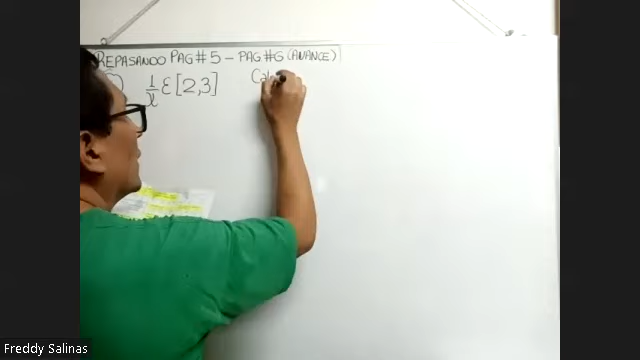 REPASANDO PAG # 5 - PAG. #6 (AVANCE)
1/x Ɛ [2,3]
Freddy Salinas